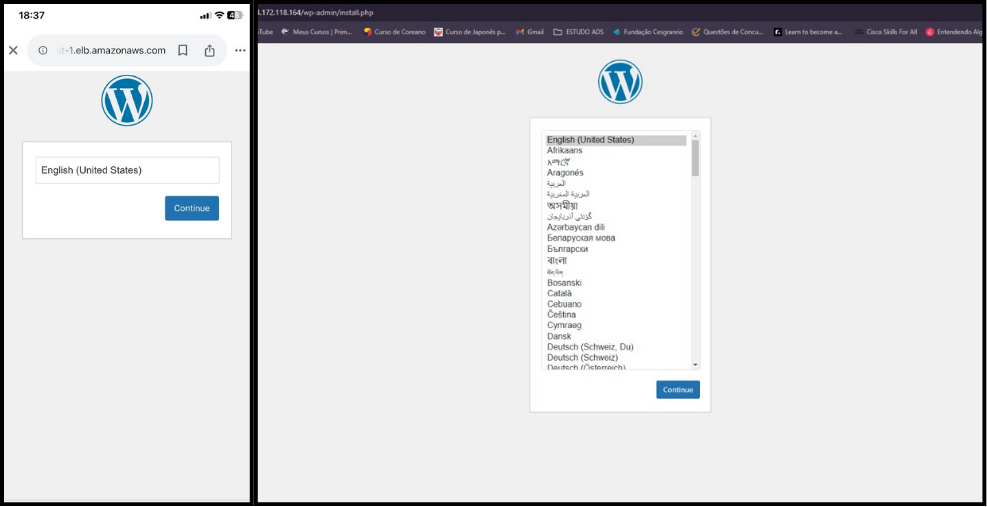 18:37
t-1.elb.amazonaws.com
English (United States)
Continue
.172.118.164/wp-admin/install.php
Tube
Meus Cursos | Prim...
Curso de Coreano
Curso de Japonês p...
Gmail
ESTUDO ADS
Fundação Cesgranrio
Questões de Concu...
Learn to become a...
Cisco Skills For All
Entendendo Alg
English (United States)
Afrikaans
አማርኛ
Aragonés
العربية
العربية المغربية
অসমীয়া
گؤنئی آذربایجان
Azərbaycan dili
Беларуская мова
Български
বাংলা
Bosanski
Català
Cebuano
Čeština
Cymraeg
Dansk
Deutsch (Schweiz, Du)
Deutsch (Schweiz)
Deutsch (Österreich)
Continue